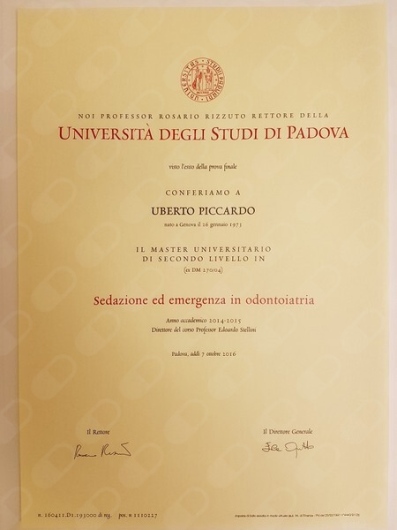 NOI PROFESSOR ROSARIO RIZZUTO RETTORE DELLA
UNIVERSITÀ DEGLI STUDI DI PADOVA
visto l'esito della prova finale
CONFERIAMO A
UBERTO PICCARDO
nato a Genova il 26 gennaio 1973
IL MASTER UNIVERSITARIO
DI SECONDO LIVELLO IN
(ex DM 270/04)
Sedazione ed emergenza in odontoiatria
Anno accademico 2014-2015
Direttore del corso Professor Edoardo Stellini
Padova, addì 7 ottobre 2016
Il Rettore
Il Direttore Generale